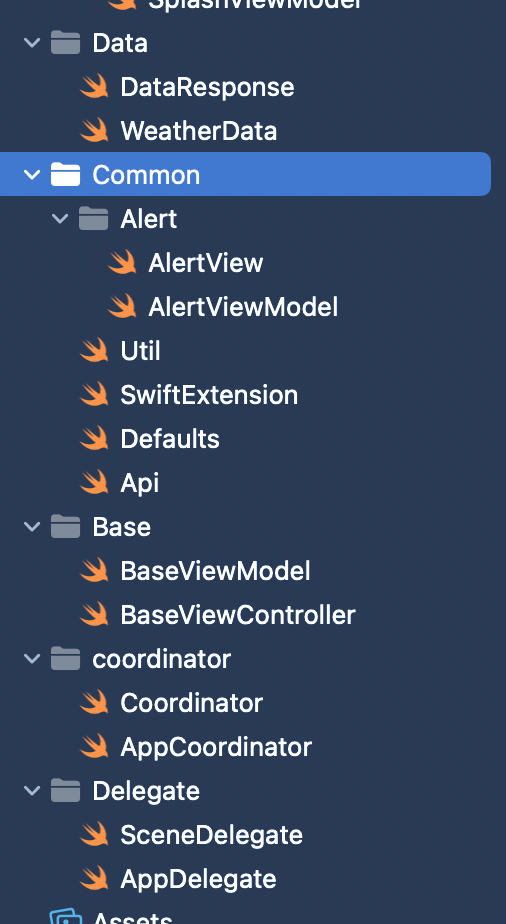 SplashViewModel
Data
DataResponse
WeatherData
Common
Alert
AlertView
AlertViewModel
Util
SwiftExtension
Defaults
Api
Base
BaseViewModel
BaseViewController
coordinator
Coordinator
AppCoordinator
Delegate
SceneDelegate
AppDelegate
Assets